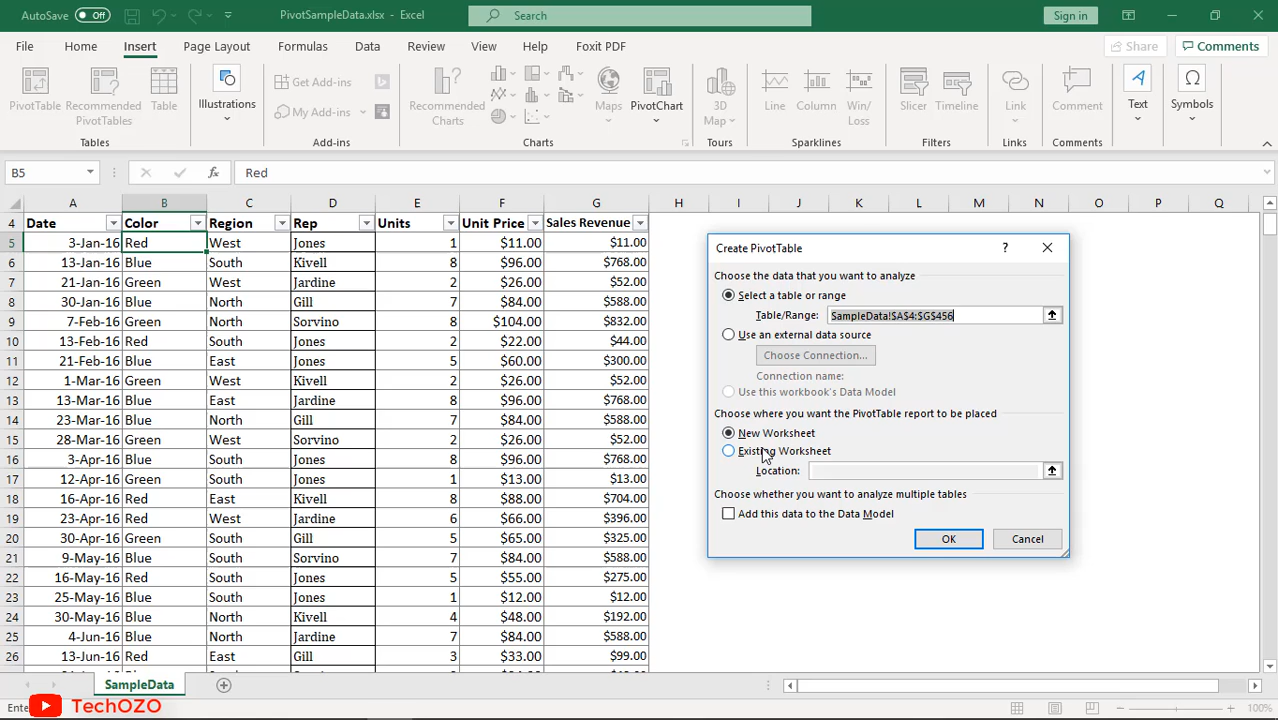 AutoSave Off PivotSampleData.xlsx - Excel Search Sign in
File Home Insert Page Layout Formulas Data Review View Help Foxit PDF Share Comments
PivotTable Recommended PivotTables Table Illustrations Get Add-ins My Add-ins Recommended Charts Maps PivotChart 3D Map Line Column Win/Loss Slicer Timeline Link Comment Text Symbols
Tables Add-ins Charts Tours Sparklines Filters Links Comments
B5 fx Red
A B C D E F G H I J K L M N O P Q
4 Date Color Region Rep Units Unit Price Sales Revenue
5 3-Jan-16 Red West Jones 1 $11.00 $11.00
6 13-Jan-16 Blue South Kivell 8 $96.00 $768.00
7 21-Jan-16 Green West Jardine 2 $26.00 $52.00
8 30-Jan-16 Blue North Gill 7 $84.00 $588.00
9 7-Feb-16 Green North Sorvino 8 $104.00 $832.00
10 13-Feb-16 Red South Jardine 2 $22.00 $44.00
11 21-Feb-16 Blue East Jones 5 $60.00 $300.00
12 1-Mar-16 Green West Kivell 2 $26.00 $52.00
13 13-Mar-16 Blue East Jardine 8 $96.00 $768.00
14 23-Mar-16 Blue North Gill 7 $84.00 $588.00
15 28-Mar-16 Green West Sorvino 2 $26.00 $52.00
16 3-Apr-16 Blue South Jones 8 $96.00 $768.00
17 12-Apr-16 Green South Kivell 1 $13.00 $13.00
18 16-Apr-16 Red East Kivell 8 $88.00 $704.00
19 23-Apr-16 Red West Jardine 6 $66.00 $396.00
20 30-Apr-16 Green South Gill 5 $65.00 $325.00
21 9-May-16 Blue South Sorvino 7 $84.00 $588.00
22 16-May-16 Red South Jones 5 $55.00 $275.00
23 25-May-16 Blue South Jones 1 $12.00 $12.00
24 30-May-16 Blue North Kivell 4 $48.00 $192.00
25 4-Jun-16 Blue North Jardine 7 $84.00 $588.00
26 13-Jun-16 Red East Gill 3 $33.00 $99.00
Create PivotTable ?
Choose the data that you want to analyze
Select a table or range
Table/Range: SampleData!$A$4:$G$456
Use an external data source
Choose Connection...
Connection name:
Use this workbook's Data Model
Choose where you want the PivotTable report to be placed
New Worksheet
Existing Worksheet
Location:
Choose whether you want to analyze multiple tables
Add this data to the Data Model
OK Cancel
SampleData
Ente
TechOZO
100%